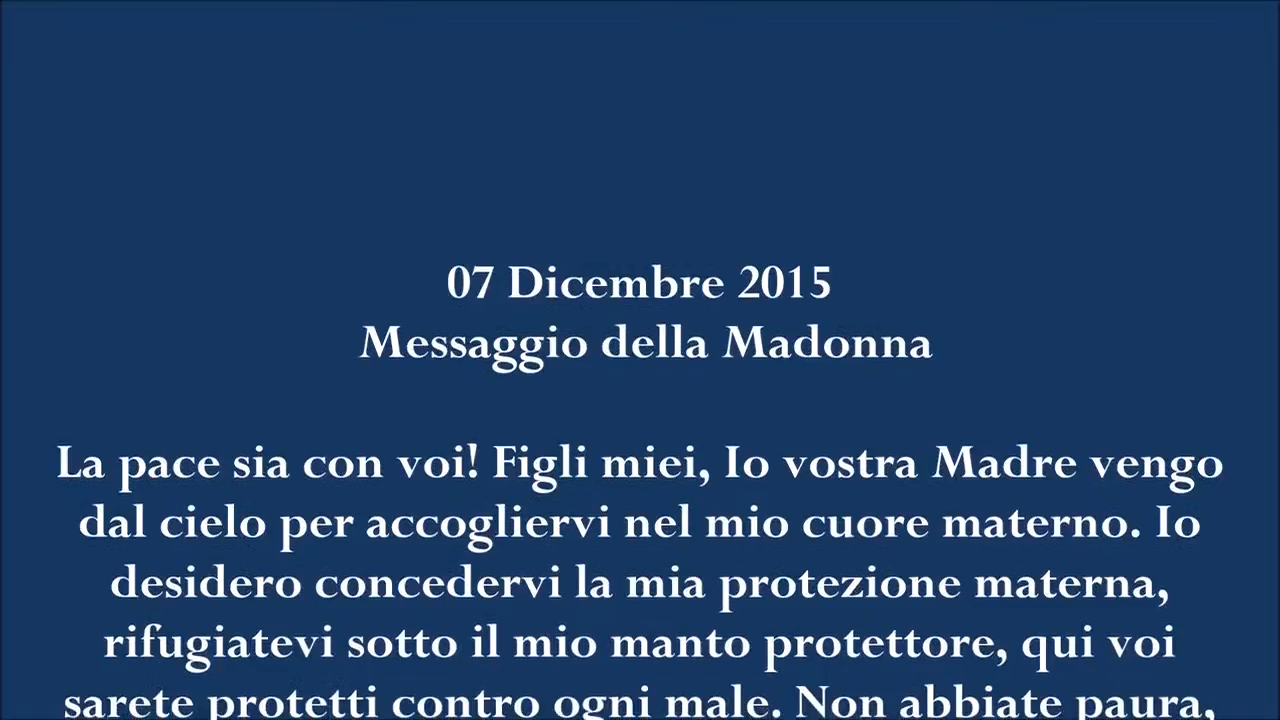 07 Dicembre 2015
Messaggio della Madonna
La pace sia con voi! Figli miei, Io vostra Madre vengo
dal cielo per accogliervi nel mio cuore materno. Io
desidero concedervi la mia protezione materna,
rifugiatevi sotto il mio manto protettore, qui voi
sarete protetti contro ogni male. Non abbiate paura,